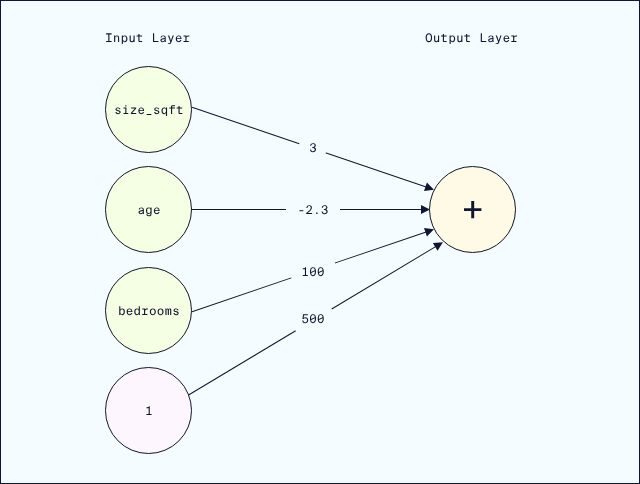 Input Layer
Output Layer
size_sqft
3
age
-2.3
+
100
bedrooms
500
1